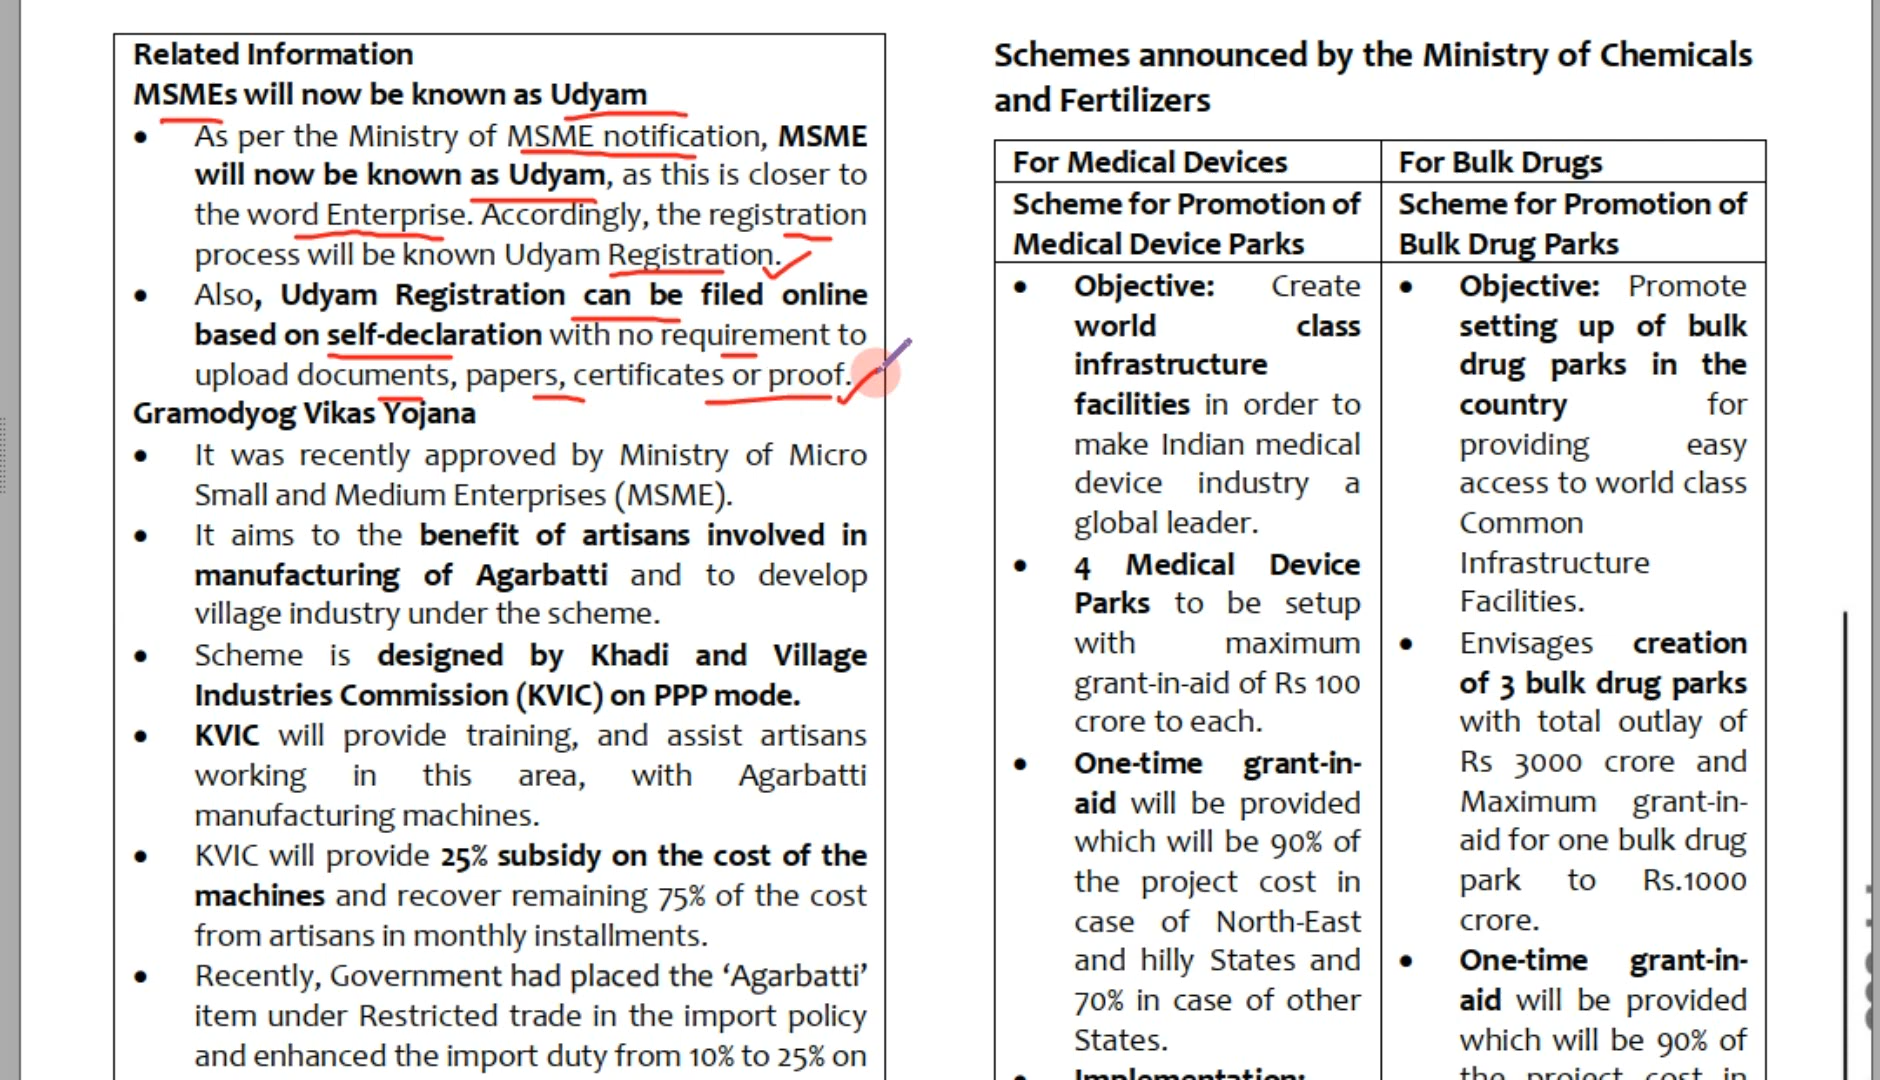 Related Information
MSMEs will now be known as Udyam
• As per the Ministry of MSME notification, MSME
will now be known as Udyam, as this is closer to
the word Enterprise. Accordingly, the registration
process will be known Udyam Registration.
• Also, Udyam Registration can be filed online
based on self-declaration with no requirement to
upload documents, papers, certificates or proof.
Gramodyog Vikas Yojana
• It was recently approved by Ministry of Micro
Small and Medium Enterprises (MSME).
• It aims to the benefit of artisans involved in
manufacturing of Agarbatti and to develop
village industry under the scheme.
• Scheme is designed by Khadi and Village
Industries Commission (KVIC) on PPP mode.
• KVIC will provide training, and assist artisans
working in this area, with Agarbatti
manufacturing machines.
• KVIC will provide 25% subsidy on the cost of the
machines and recover remaining 75% of the cost
from artisans in monthly installments.
• Recently, Government had placed the ‘Agarbatti’
item under Restricted trade in the import policy
and enhanced the import duty from 10% to 25% on
Schemes announced by the Ministry of Chemicals
and Fertilizers
For Medical Devices
Scheme for Promotion of
Medical Device Parks
• Objective: Create
world class
infrastructure
facilities in order to
make Indian medical
device industry a
global leader.
• 4 Medical Device
Parks to be setup
with maximum
grant-in-aid of Rs 100
crore to each.
• One-time grant-in-
aid will be provided
which will be 90% of
the project cost in
case of North-East
and hilly States and
70% in case of other
States.
• Implementation:
For Bulk Drugs
Scheme for Promotion of
Bulk Drug Parks
• Objective: Promote
setting up of bulk
drug parks in the
country for
providing easy
access to world class
Common
Infrastructure
Facilities.
• Envisages creation
of 3 bulk drug parks
with total outlay of
Rs 3000 crore and
Maximum grant-in-
aid for one bulk drug
park to Rs.1000
crore.
• One-time grant-in-
aid will be provided
which will be 90% of
the project cost in